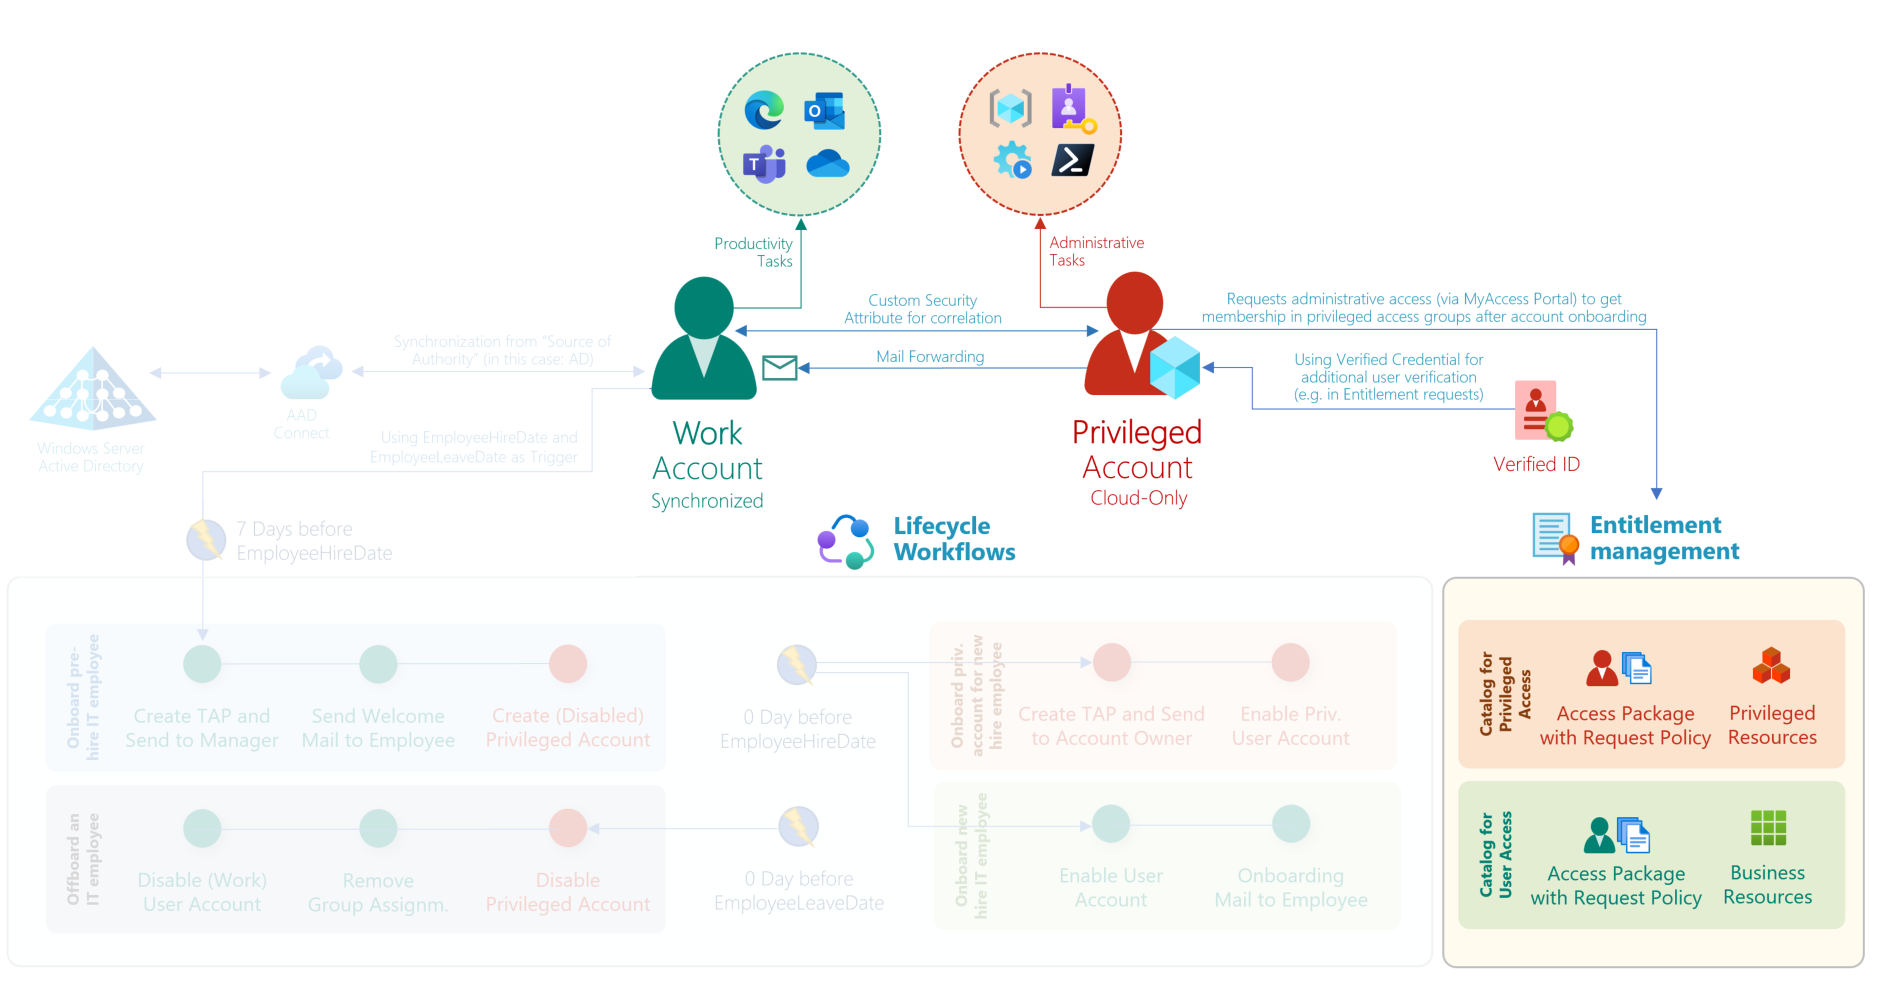 Productivity
Tasks
Administrative
Tasks
Custom Security
Attribute for correlation
Mail Forwarding
Requests administrative access (via MyAccess Portal) to get
membership in privileged access groups after account onboarding
Using Verified Credential for
additional user verification
(e.g. in Entitlement requests)
Synchronization from “Source of
Authority” (in this case: AD)
AAD
Connect
Windows Server
Active Directory
Using EmployeeHireDate and
EmployeeLeaveDate as Trigger
Work
Account
Synchronized
Privileged
Account
Cloud-Only
Verified ID
7 Days before
EmployeeHireDate
Lifecycle
Workflows
Entitlement
management
Onboard pre-
hire IT employee
Create TAP and
Send to Manager
Send Welcome
Mail to Employee
Create (Disabled)
Privileged Account
0 Day before
EmployeeHireDate
Onboard priv.
account for new
hire employee
Create TAP and Send
to Account Owner
Enable Priv.
User Account
Catalog for
Privileged
Access
Access Package
with Request Policy
Privileged
Resources
Offboard an
IT employee
Disable (Work)
User Account
Remove
Group Assignm.
Disable
Privileged Account
0 Day before
EmployeeLeaveDate
Onboard new
hire IT employee
Enable User
Account
Onboarding
Mail to Employee
Catalog for
User Access
Access Package
with Request Policy
Business
Resources